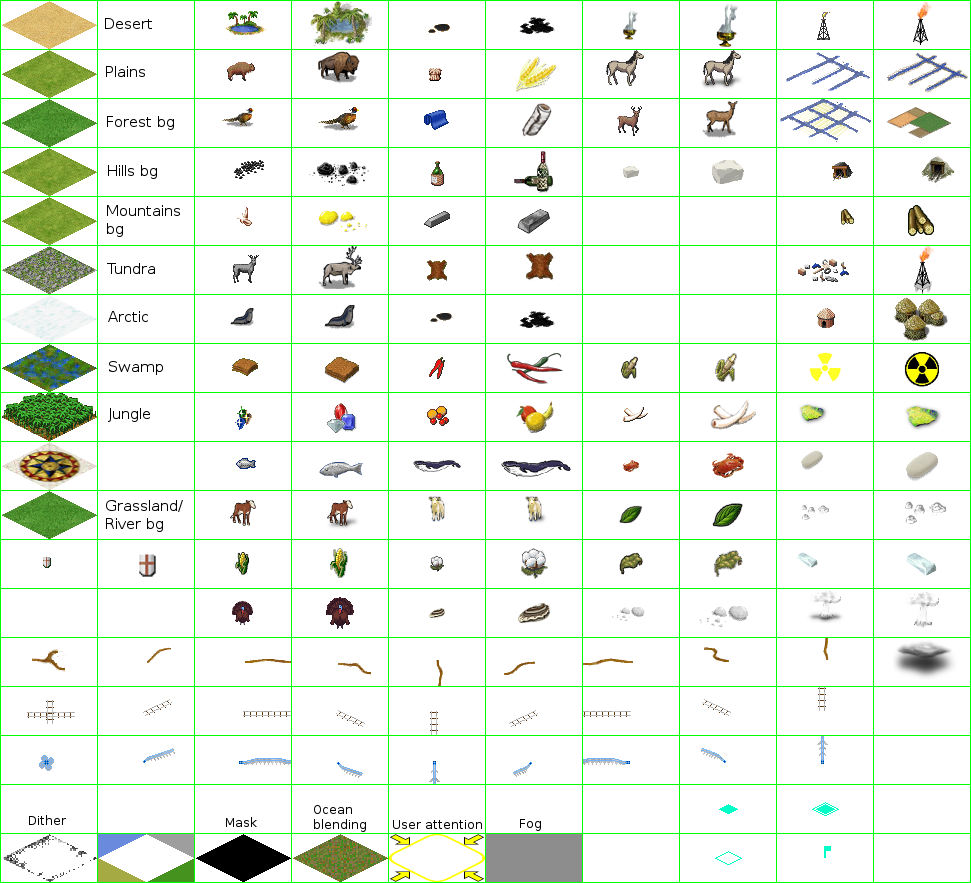 Desert
Plains
Forest bg
Hills bg
Mountains
bg
Tundra
Arctic
Swamp
Jungle
Grassland/
River bg
Dither
Mask
Ocean
blending
User attention
Fog